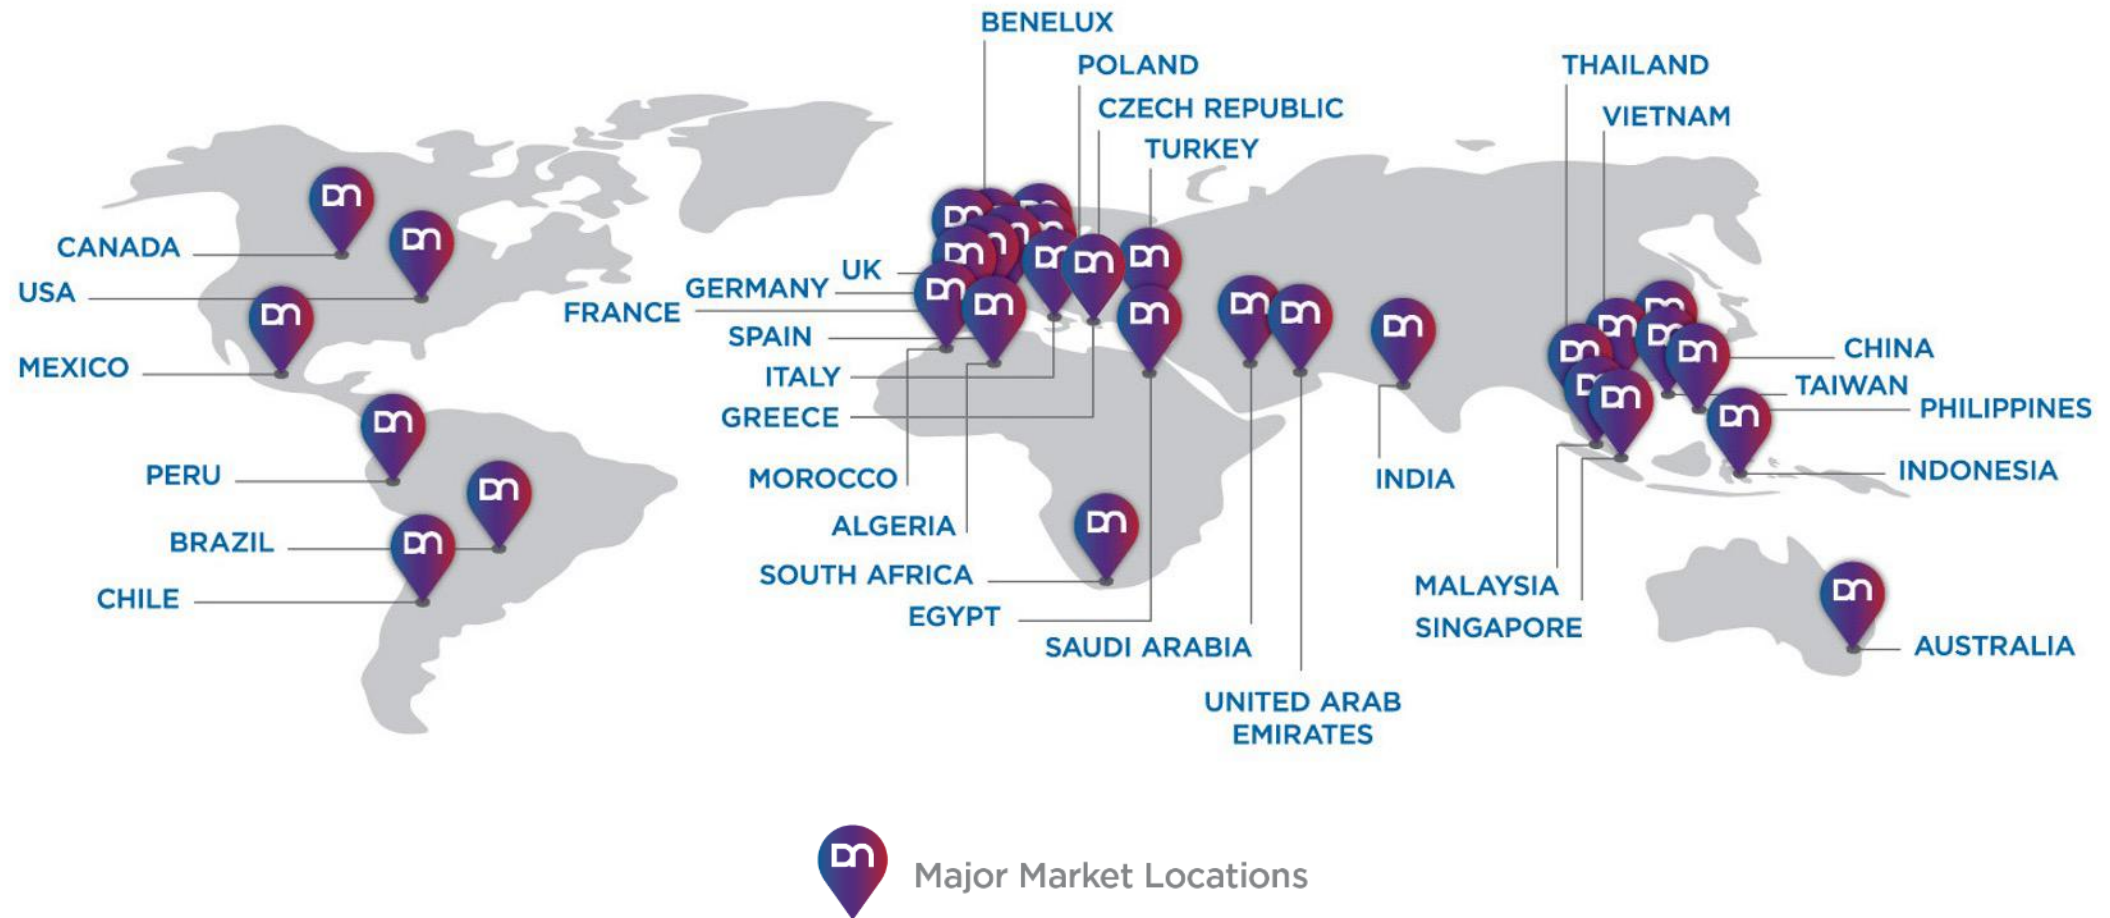 BENELUX
POLAND
THAILAND
CZECH REPUBLIC
VIETNAM
TURKEY
CANADA
USA
MEXICO
PERU
BRAZIL
CHILE
UK
GERMANY
FRANCE
SPAIN
ITALY
GREECE
MOROCCO
ALGERIA
SOUTH AFRICA
EGYPT
SAUDI ARABIA
UNITED ARAB
EMIRATES
INDIA
MALAYSIA
SINGAPORE
CHINA
TAIWAN
PHILIPPINES
INDONESIA
AUSTRALIA
DN
Major Market Locations